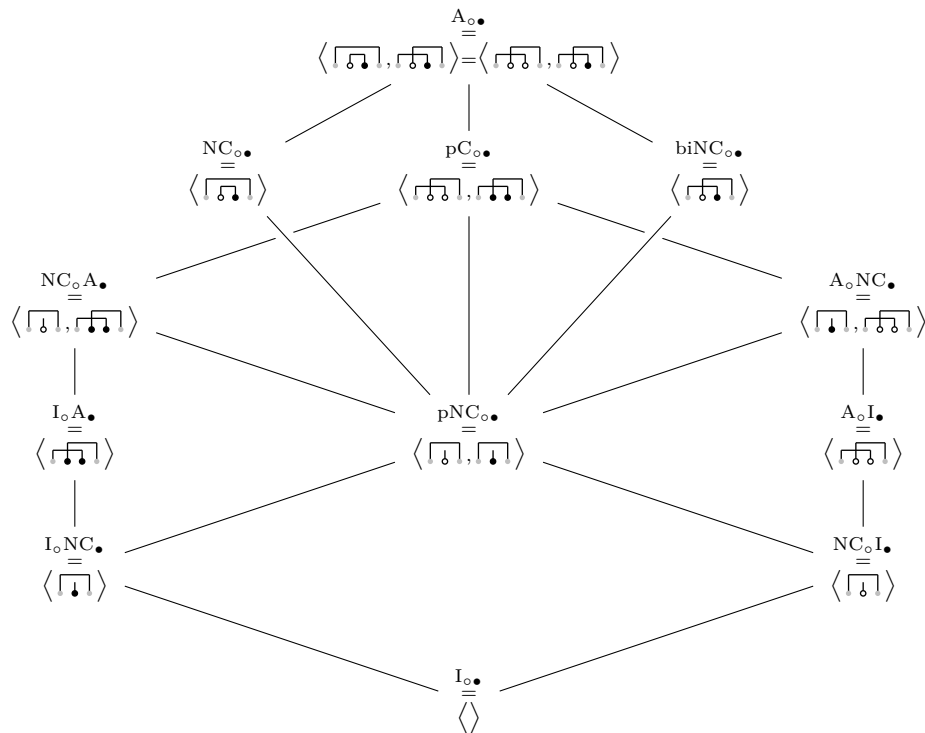 A○●
=
⟨ , ⟩=⟨ , ⟩
NC○● pC○● biNC○●
= = =
⟨ ⟩ ⟨ , ⟩ ⟨ ⟩
NC○A● A○NC●
= =
⟨ , ⟩ ⟨ , ⟩
I○A● pNC○● A○I●
= = =
⟨ ⟩ ⟨ , ⟩ ⟨ ⟩
I○NC● NC○I●
= =
⟨ ⟩ ⟨ ⟩
I○●
=
⟨⟩